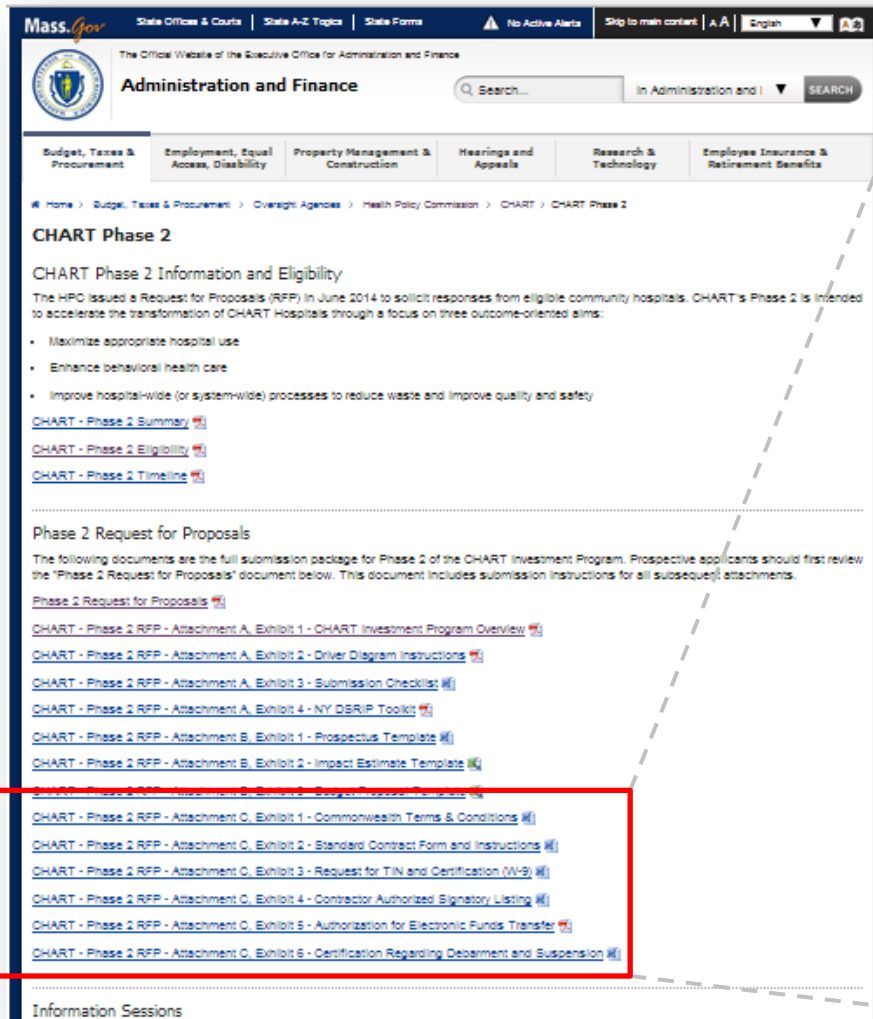 Mass.Gov State Offices & Courts State A-Z Topics State Forms No Active Alerts Skip to main content A A English
The Official Website of the Executive Office for Administration and Finance
Administration and Finance Search... In Administration and SEARCH
Budget, Taxes & Procurement Employment, Equal Access, Disability Property Management & Construction Hearings and Appeals Research & Technology Employee Insurance & Retirement Benefits
Home > Budget, Taxes & Procurement > Oversight Agencies > Health Policy Commission > CHART > CHART Phase 2
CHART Phase 2
CHART Phase 2 Information and Eligibility
The HPC issued a Request for Proposals (RFP) in June 2014 to solicit responses from eligible community hospitals. CHART's Phase 2 is intended
to accelerate the transformation of CHART Hospitals through a focus on three outcome-oriented aims:
• Maximize appropriate hospital use
• Enhance behavioral health care
• Improve hospital-wide (or system-wide) processes to reduce waste and improve quality and safety
CHART - Phase 2 Summary
CHART - Phase 2 Eligibility
CHART - Phase 2 Timeline
Phase 2 Request for Proposals
The following documents are the full submission package for Phase 2 of the CHART Investment Program. Prospective applicants should first review
the "Phase 2 Request for Proposals" document below. This document includes submission instructions for all subsequent attachments.
Phase 2 Request for Proposals
CHART - Phase 2 RFP - Attachment A, Exhibit 1 - CHART Investment Program Overview
CHART - Phase 2 RFP - Attachment A, Exhibit 2 - Driver Diagram Instructions
CHART - Phase 2 RFP - Attachment A, Exhibit 3 - Submission Checklist
CHART - Phase 2 RFP - Attachment A, Exhibit 4 - NY DSRIP Toolkit
CHART - Phase 2 RFP - Attachment B, Exhibit 1 - Prospectus Template
CHART - Phase 2 RFP - Attachment B, Exhibit 2 - Impact Estimate Template
CHART - Phase 2 RFP - Attachment B, Exhibit 3 - Budget Proposal Template
CHART - Phase 2 RFP - Attachment C, Exhibit 1 - Commonwealth Terms & Conditions
CHART - Phase 2 RFP - Attachment C, Exhibit 2 - Standard Contract Form and Instructions
CHART - Phase 2 RFP - Attachment C, Exhibit 3 - Request for TIN and Certification (W-9)
CHART - Phase 2 RFP - Attachment C, Exhibit 4 - Contractor Authorized Signatory Listing
CHART - Phase 2 RFP - Attachment C, Exhibit 5 - Authorization for Electronic Funds Transfer
CHART - Phase 2 RFP - Attachment C, Exhibit 6 - Certification Regarding Debarment and Suspension
Information Sessions